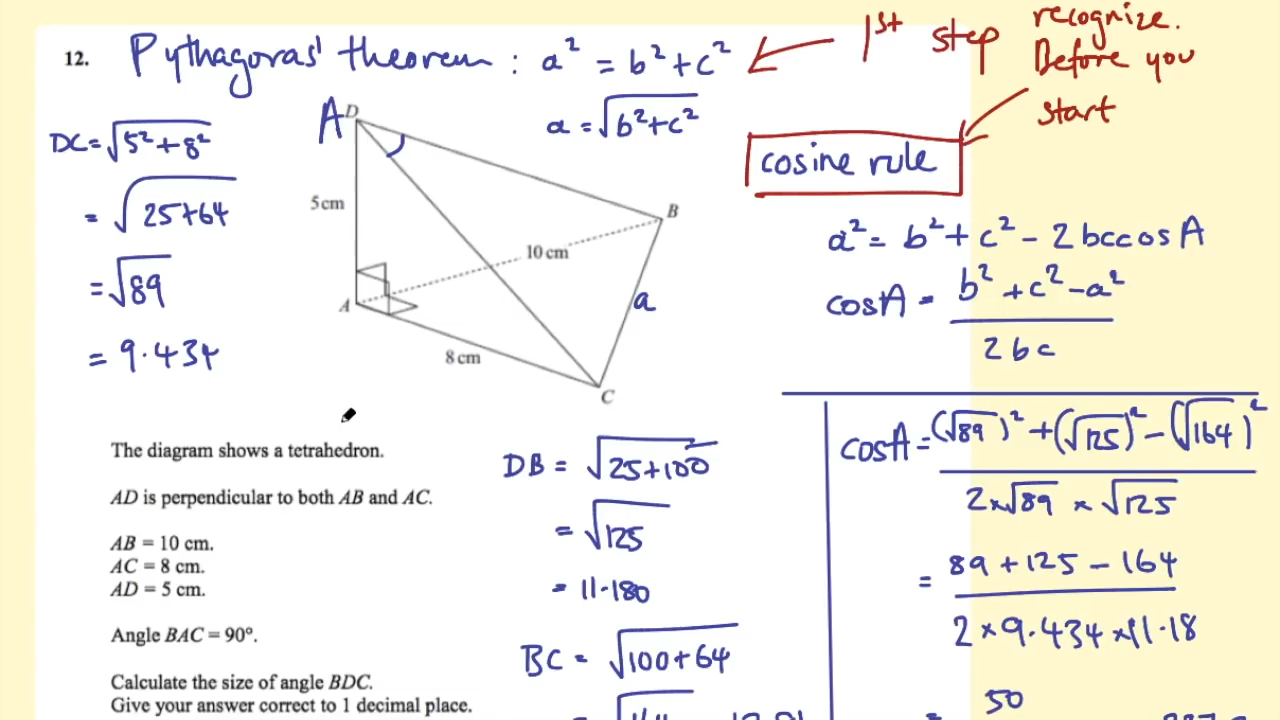 12. Pythagoras' theorem : a² = b² + c²
1st step
recognize.
Before you
start
a = √(b² + c²)
cosine rule
a² = b² + c² - 2bccosA
cosA = (b² + c² - a²) / 2bc
DC = √(5² + 8²)
= √(25 + 64)
= √89
= 9.434
A D
5 cm
B
10 cm
a
A
8 cm
C
The diagram shows a tetrahedron.
AD is perpendicular to both AB and AC.
AB = 10 cm.
AC = 8 cm.
AD = 5 cm.
Angle BAC = 90°.
Calculate the size of angle BDC.
Give your answer correct to 1 decimal place.
DB = √(25 + 100)
= √125
= 11.180
BC = √(100 + 64)
cosA = ((√89)² + (√125)² - (√164)²) / (2 × √89 × √125)
= (89 + 125 - 164) / (2 × 9.434 × 11.18)
= 50